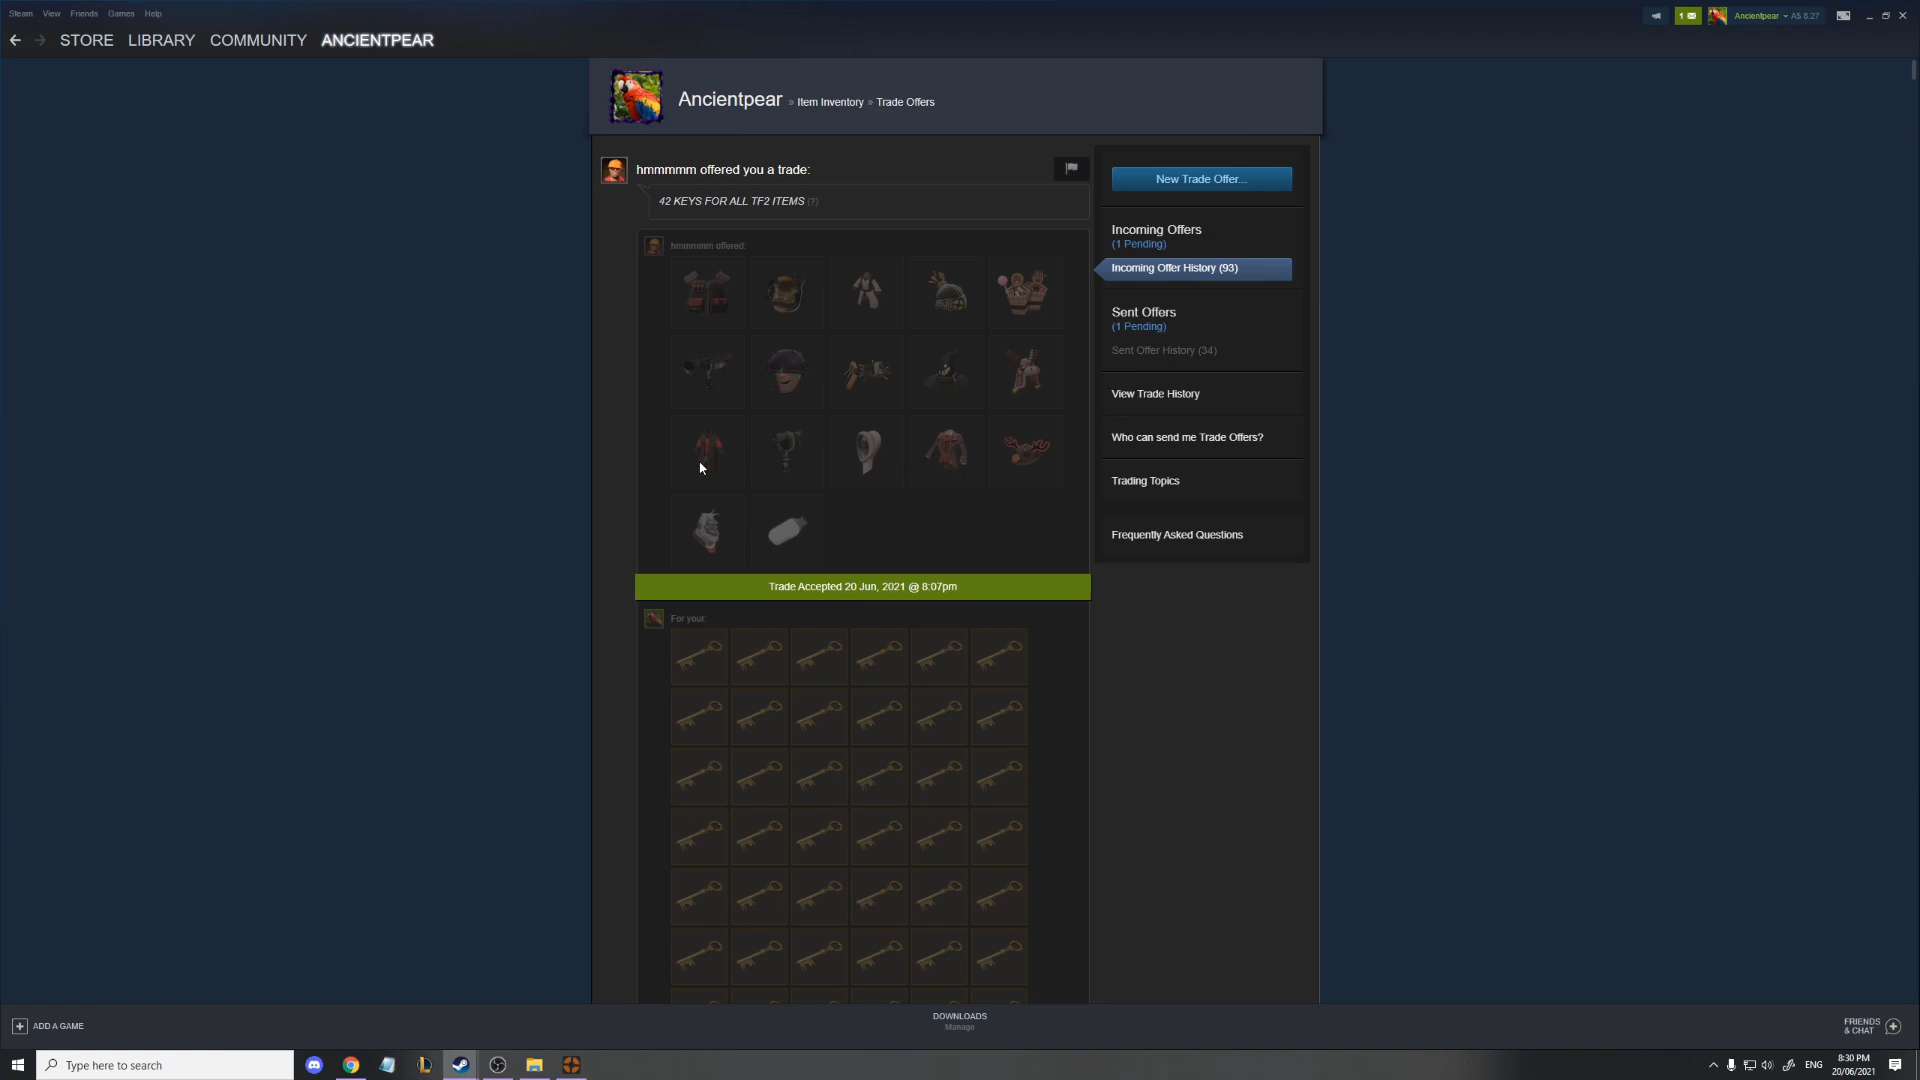 Steam View Friends Games Help
1
Ancientpear A$ 8.27
STORE LIBRARY COMMUNITY ANCIENTPEAR
Ancientpear » Item Inventory » Trade Offers
hmmmmm offered you a trade:
42 KEYS FOR ALL TF2 ITEMS (?)
hmmmmm offered:
Trade Accepted 20 Jun, 2021 @ 8:07pm
For your:
New Trade Offer...
Incoming Offers
(1 Pending)
Incoming Offer History (93)
Sent Offers
(1 Pending)
Sent Offer History (34)
View Trade History
Who can send me Trade Offers?
Trading Topics
Frequently Asked Questions
ADD A GAME
DOWNLOADS
Manage
FRIENDS
& CHAT
Type here to search
ENG
8:30 PM
20/06/2021